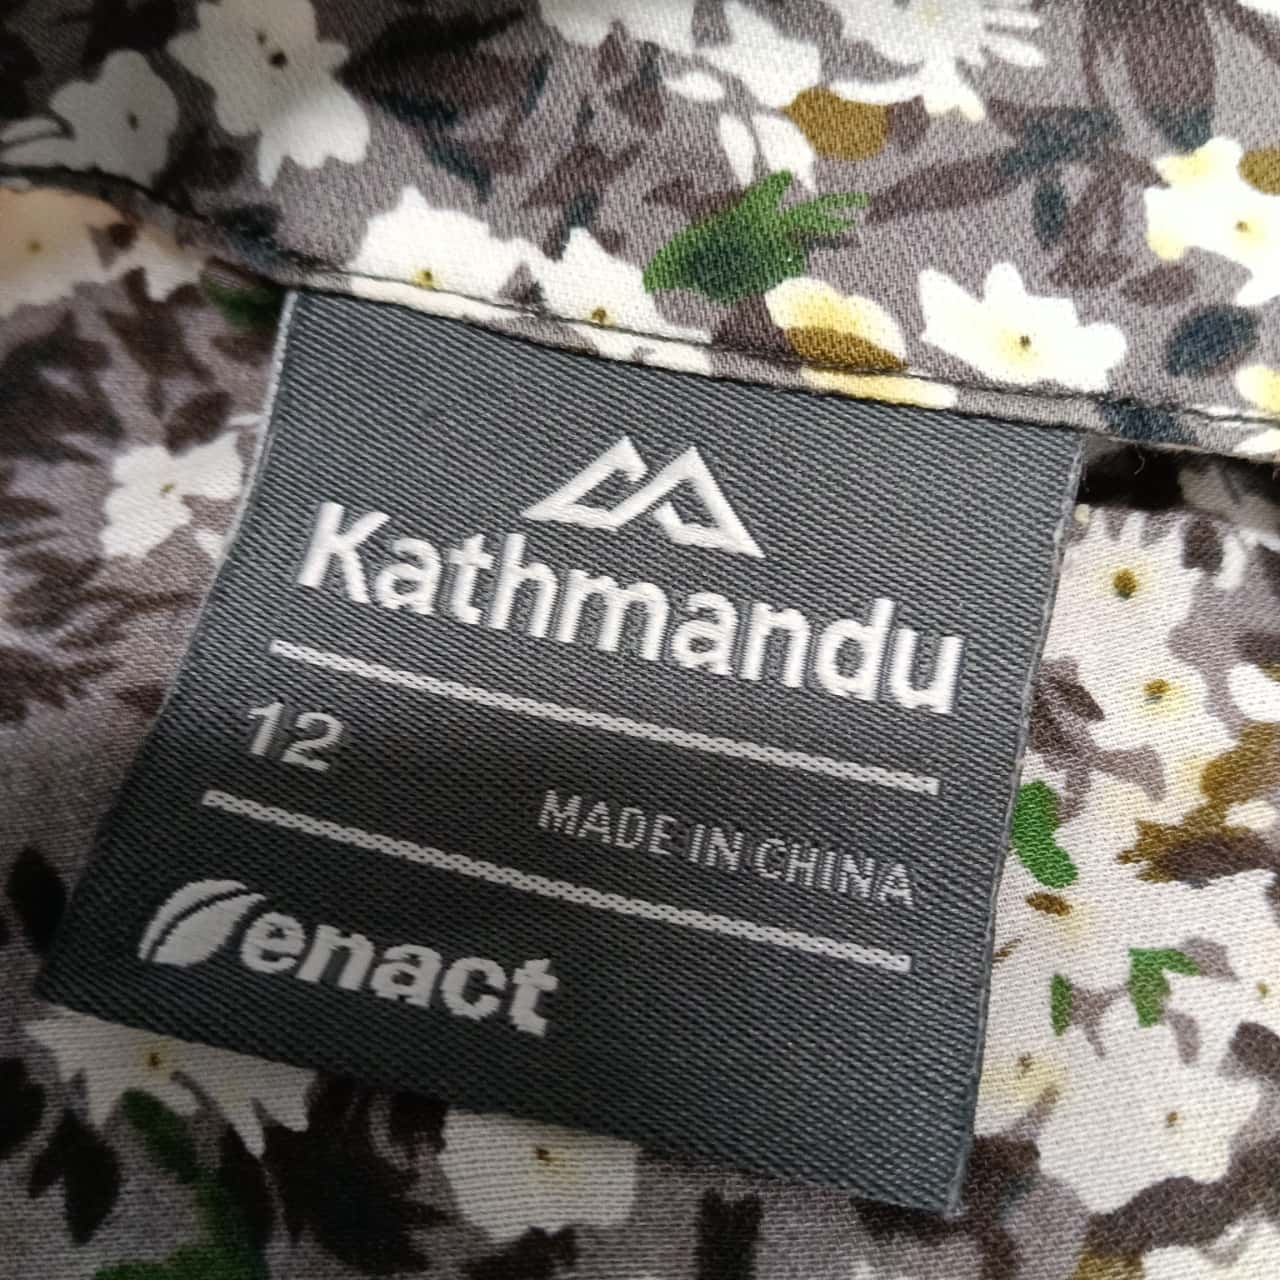 Kathmandu
12
MADE IN CHINA
enact